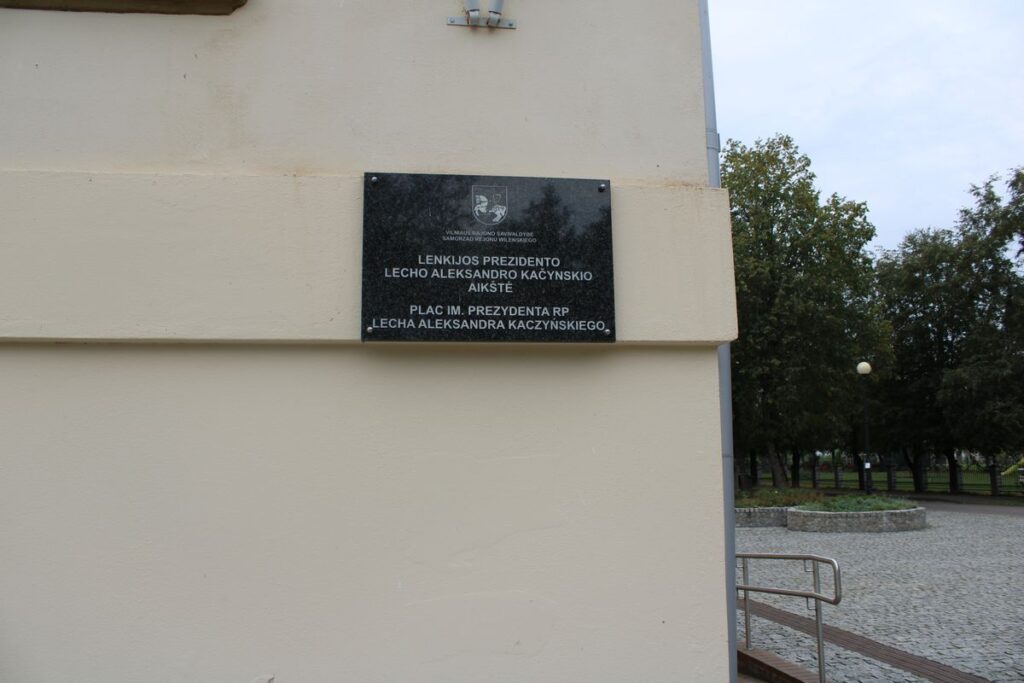 VILNIAUS RAJONO SAVIVALDYBĖ
SAMORZĄD REJONU WILEŃSKIEGO
LENKIJOS PREZIDENTO
LECHO ALEKSANDRO KAČYNSKIO
AIKŠTĖ
PLAC IM. PREZYDENTA RP
LECHA ALEKSANDRA KACZYŃSKIEGO